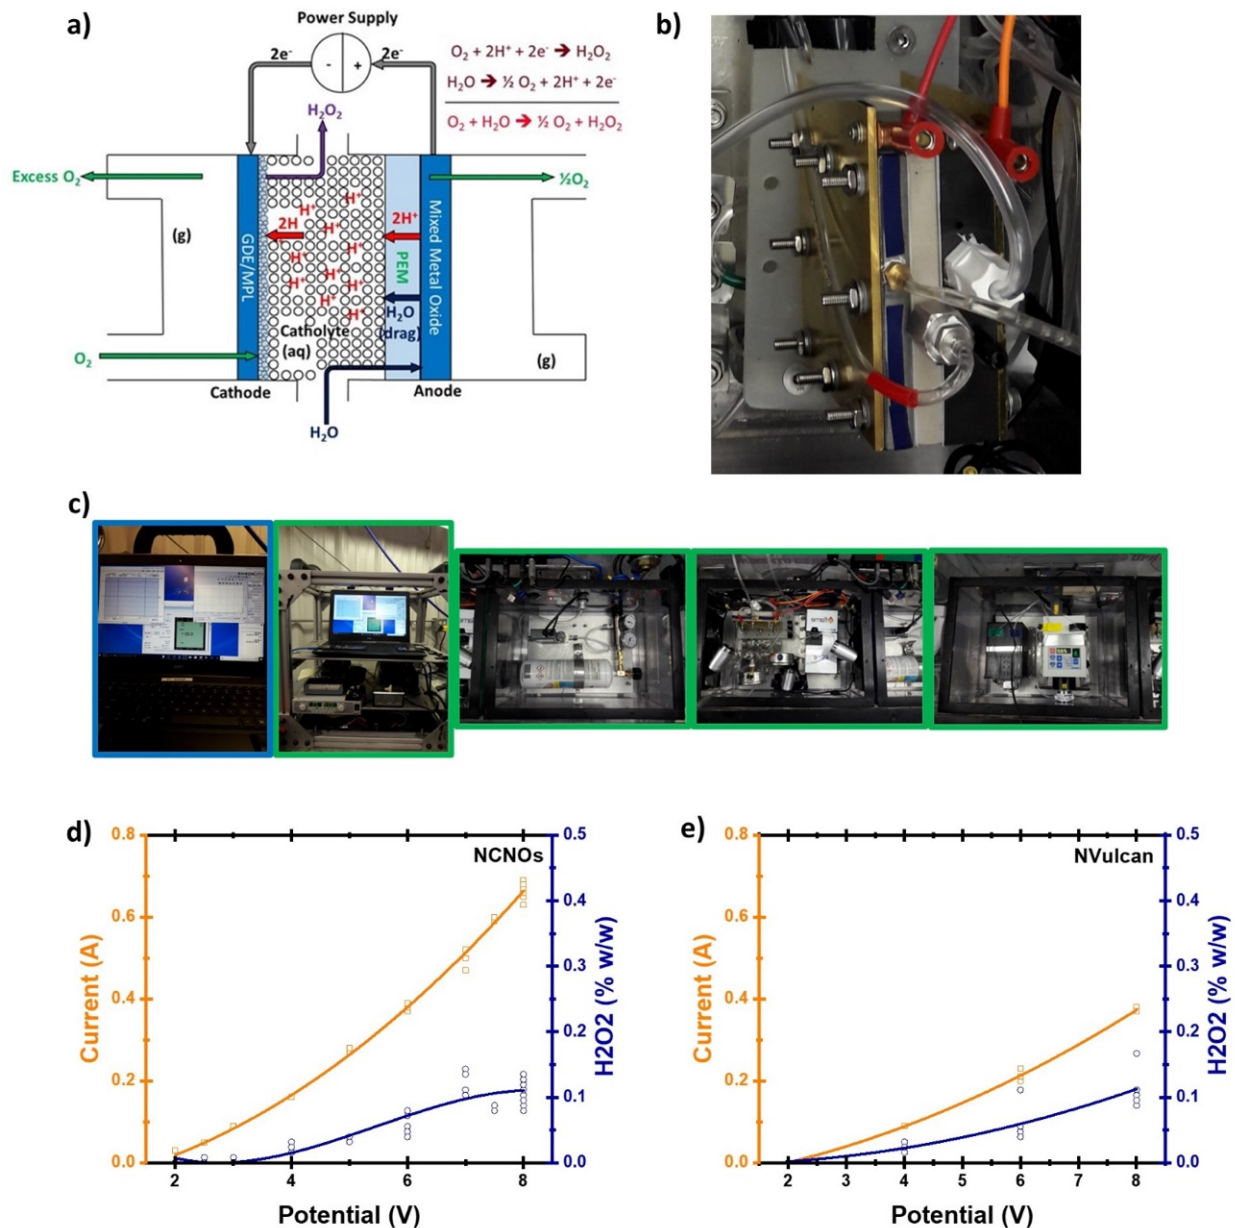 a)
Power Supply
2e⁻
- +
2e⁻
O₂ + 2H⁺ + 2e⁻ ➔ H₂O₂
H₂O ➔ ½ O₂ + 2H⁺ + 2e⁻
O₂ + H₂O ➔ ½ O₂ + H₂O₂
H₂O₂
Excess O₂
½O₂
(g)
GDE/MPL
2H
H⁺
H⁺
H⁺
H⁺
H⁺
H⁺
H⁺
H⁺
H⁺
H⁺
H⁺
2H⁺
PEM
Mixed Metal Oxide
H₂O
(drag)
Catholyte
(aq)
O₂
(g)
Cathode
Anode
H₂O
b)
c)
d)
NCNOs
0.8
0.6
0.4
0.2
0.0
Current (A)
0.5
0.4
0.3
0.2
0.1
0.0
H2O2 (% w/w)
2 3 4 5 6 7 8
Potential (V)
e)
NVulcan
0.8
0.6
0.4
0.2
0.0
Current (A)
0.5
0.4
0.3
0.2
0.1
0.0
H2O2 (% w/w)
2 3 4 5 6 7 8
Potential (V)